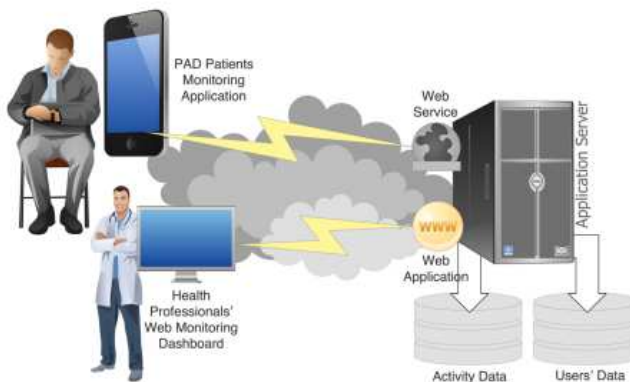 PAD Patients
Monitoring
Application
Web
Service
Application Server
www
Web
Application
Health
Professionals'
Web Monitoring
Dashboard
Activity Data
Users' Data